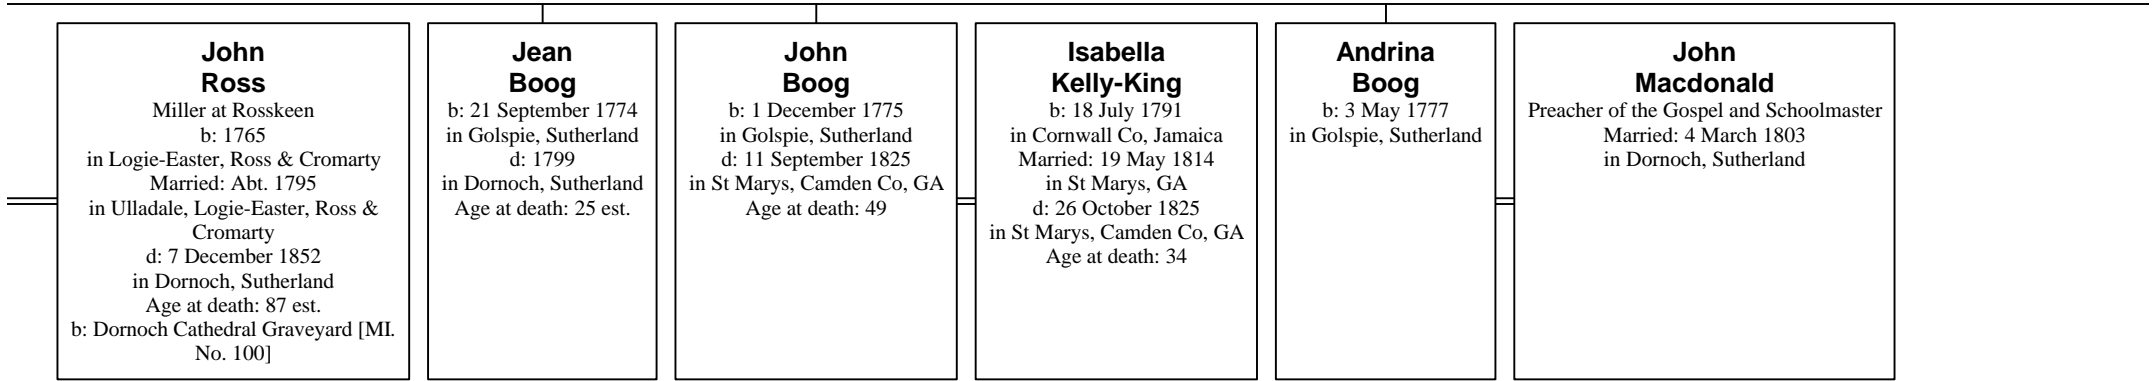 John
Ross
Miller at Rosskeen
b: 1765
in Logie-Easter, Ross & Cromarty
Married: Abt. 1795
in Ulladale, Logie-Easter, Ross &
Cromarty
d: 7 December 1852
in Dornoch, Sutherland
Age at death: 87 est.
b: Dornoch Cathedral Graveyard [MI.
No. 100]
Jean
Boog
b: 21 September 1774
in Golspie, Sutherland
d: 1799
in Dornoch, Sutherland
Age at death: 25 est.
John
Boog
b: 1 December 1775
in Golspie, Sutherland
d: 11 September 1825
in St Marys, Camden Co, GA
Age at death: 49
Isabella
Kelly-King
b: 18 July 1791
in Cornwall Co, Jamaica
Married: 19 May 1814
in St Marys, GA
d: 26 October 1825
in St Marys, Camden Co, GA
Age at death: 34
Andrina
Boog
b: 3 May 1777
in Golspie, Sutherland
John
Macdonald
Preacher of the Gospel and Schoolmaster
Married: 4 March 1803
in Dornoch, Sutherland